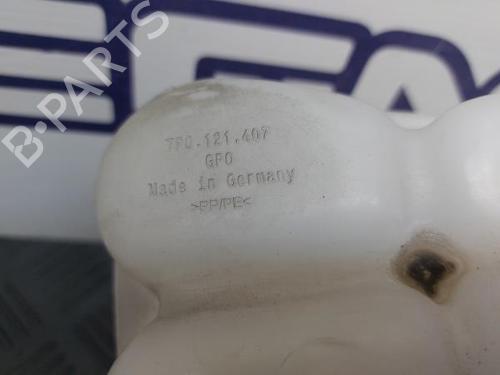 7P0.121.407
GPO
Made in Germany
>PP/PE<
B-PARTS